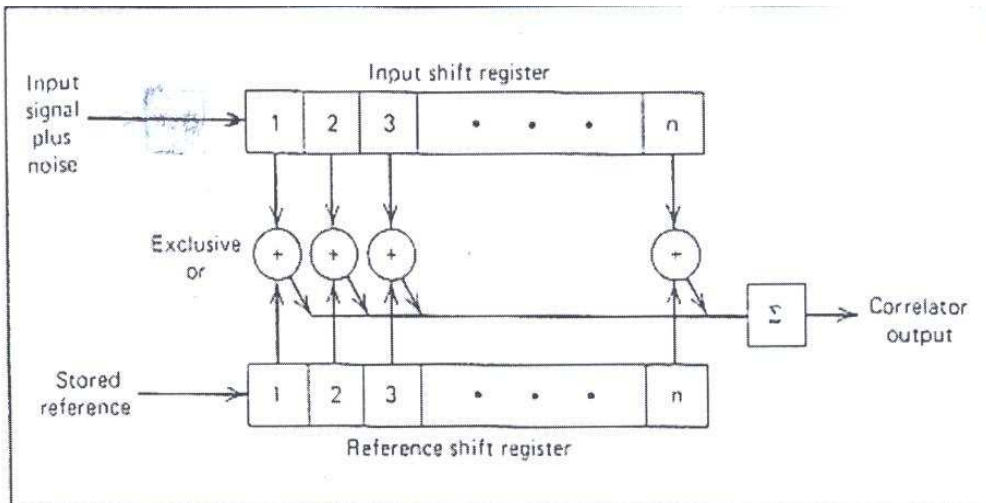 Input shift register
Input
signal
plus
noise
1 2 3 • • • n
Exclusive
or
+ + + +
Σ
Correlator
output
Stored
reference
1 2 3 • • • n
Reference shift register